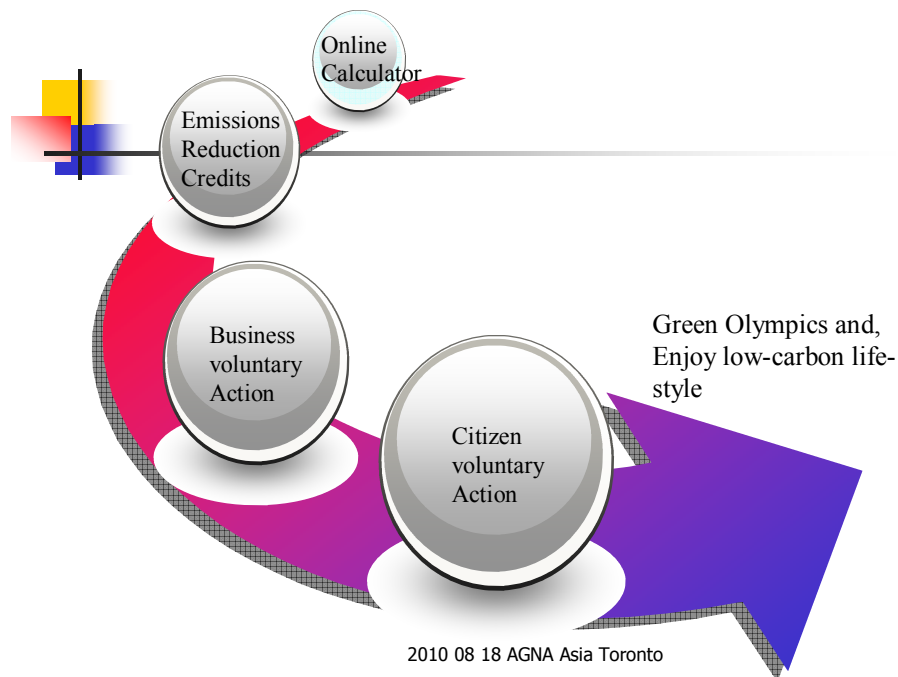 Online
Calculator
Emissions
Reduction
Credits
Business
voluntary
Action
Citizen
voluntary
Action
Green Olympics and,
Enjoy low-carbon life-
style
2010 08 18 AGNA Asia Toronto